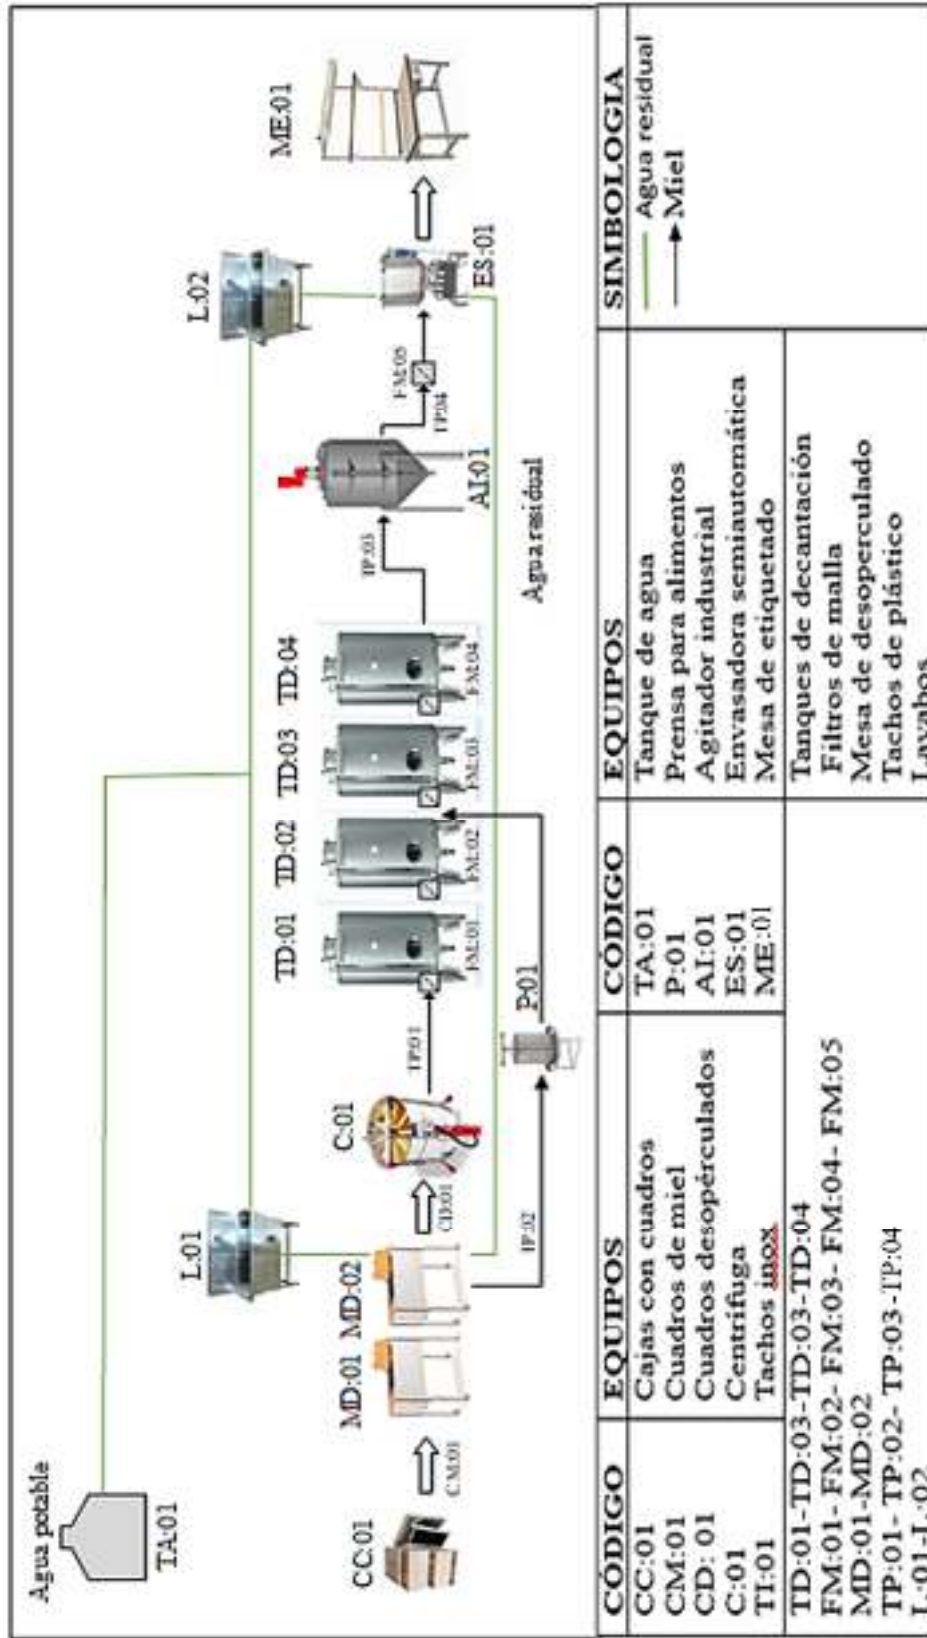 Agua potable
TA:01
L:01
L:02
CC:01
CM:01
MD:01
MD:02
CD:01
C:01
TP:01
TD:01
TD:02
TD:03
TD:04
FM:01
FM:02
FM:03
FM:04
TP:02
P:01
TP:03
AI:01
TP:04
FM:05
ES:01
ME:01
Agua residual
CÓDIGO EQUIPOS CÓDIGO EQUIPOS SIMBOLOGIA
CC:01 Cajas con cuadros TA:01 Tanque de agua Agua residual
CM:01 Cuadros de miel P:01 Prensa para alimentos Miel
CD: 01 Cuadros desopérculados AI:01 Agitador industrial
C:01 Centrífuga ES:01 Envasadora semiautomática
TI:01 Tachos inox ME:01 Mesa de etiquetado
TD:01-TD:03-TD:03-TD:04 Tanques de decantación
FM:01- FM:02- FM:03- FM:04- FM:05 Filtros de malla
MD:01-MD:02 Mesa de desoperculado
TP:01- TP:02- TP:03 -TP:04 Tachos de plástico
L:01-L:02 Lavabos